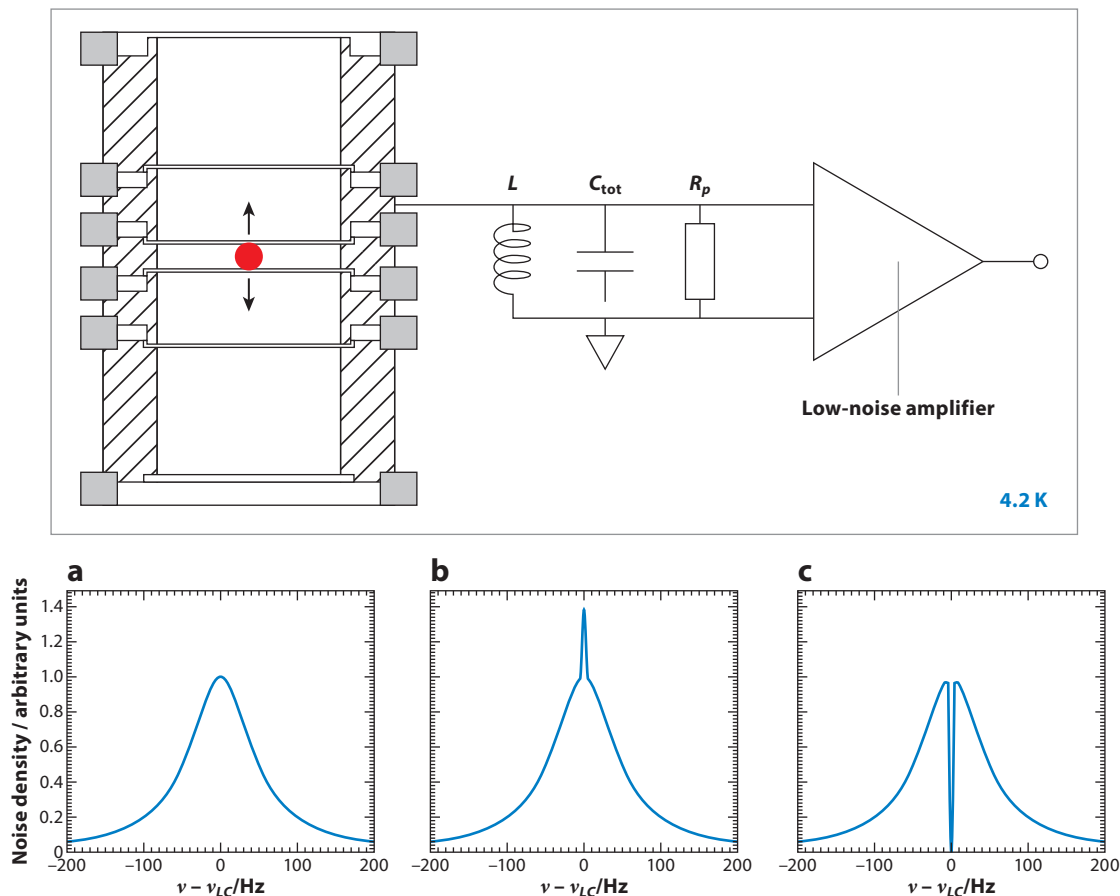 L
C_tot
R_p
Low-noise amplifier
4.2 K
a
b
c
Noise density / arbitrary units
1.4
1.2
1.0
0.8
0.6
0.4
0.2
0
−200 −100 0 100 200
−200 −100 0 100 200
−200 −100 0 100 200
ν – ν_LC/Hz
ν – ν_LC/Hz
ν – ν_LC/Hz